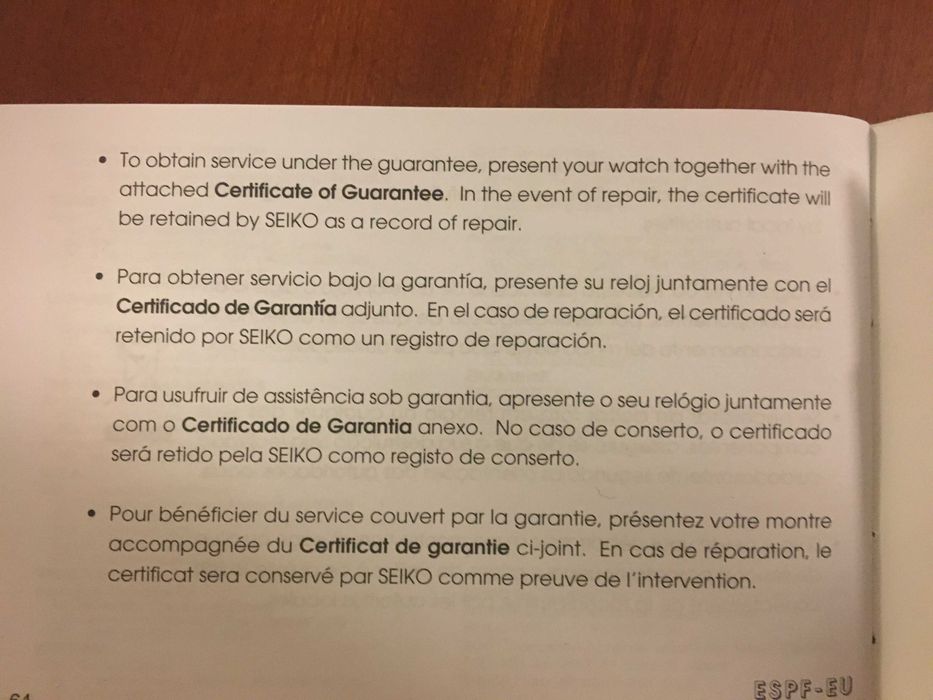 • To obtain service under the guarantee, present your watch together with the
attached Certificate of Guarantee. In the event of repair, the certificate will
be retained by SEIKO as a record of repair.
• Para obtener servicio bajo la garantía, presente su reloj juntamente con el
Certificado de Garantía adjunto. En el caso de reparación, el certificado será
retenido por SEIKO como un registro de reparación.
• Para usufruir de assistência sob garantia, apresente o seu relógio juntamente
com o Certificado de Garantia anexo. No caso de conserto, o certificado
será retido pela SEIKO como registo de conserto.
• Pour bénéficier du service couvert par la garantie, présentez votre montre
accompagnée du Certificat de garantie ci-joint. En cas de réparation, le
certificat sera conservé par SEIKO comme preuve de l'intervention.
ESPF-EU